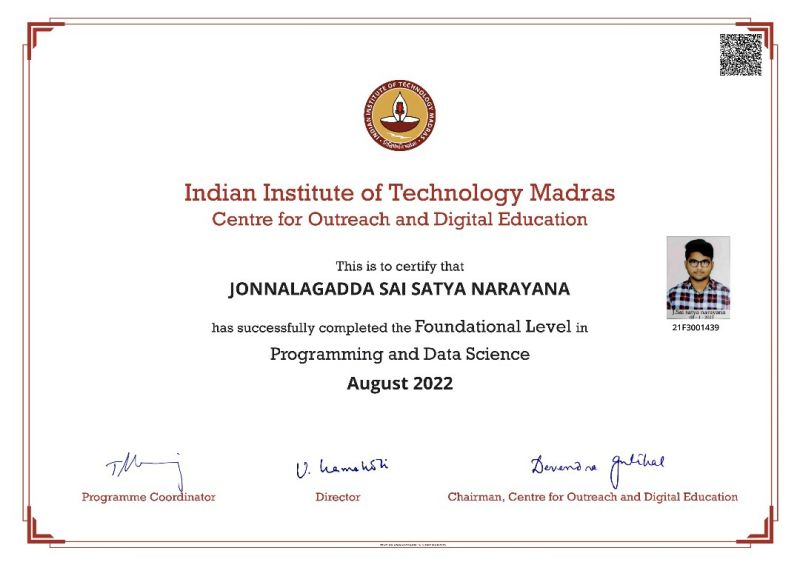 INDIAN INSTITUTE OF TECHNOLOGY MADRAS
Indian Institute of Technology Madras
Centre for Outreach and Digital Education
This is to certify that
JONNALAGADDA SAI SATYA NARAYANA
J.Sai satya narayana
21F3001439
has successfully completed the Foundational Level in
Programming and Data Science
August 2022
Devendra Jalihal
Programme Coordinator
Director
Chairman, Centre for Outreach and Digital Education